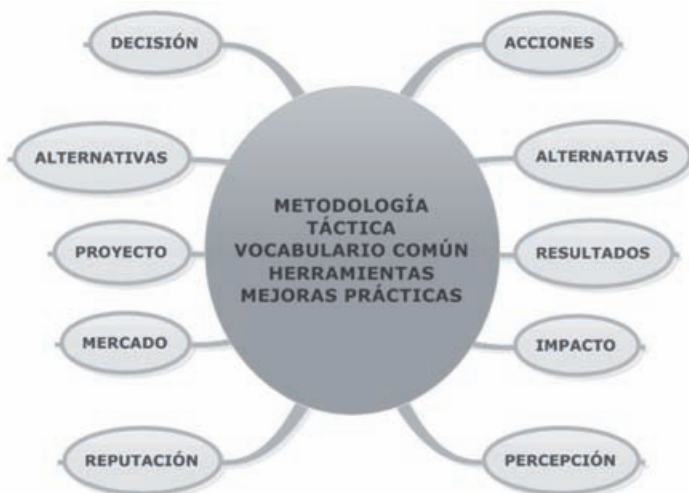 DECISIÓN
ACCIONES
ALTERNATIVAS
ALTERNATIVAS
METODOLOGÍA
TÁCTICA
VOCABULARIO COMÚN
HERRAMIENTAS
MEJORAS PRÁCTICAS
PROYECTO
RESULTADOS
MERCADO
IMPACTO
REPUTACIÓN
PERCEPCIÓN